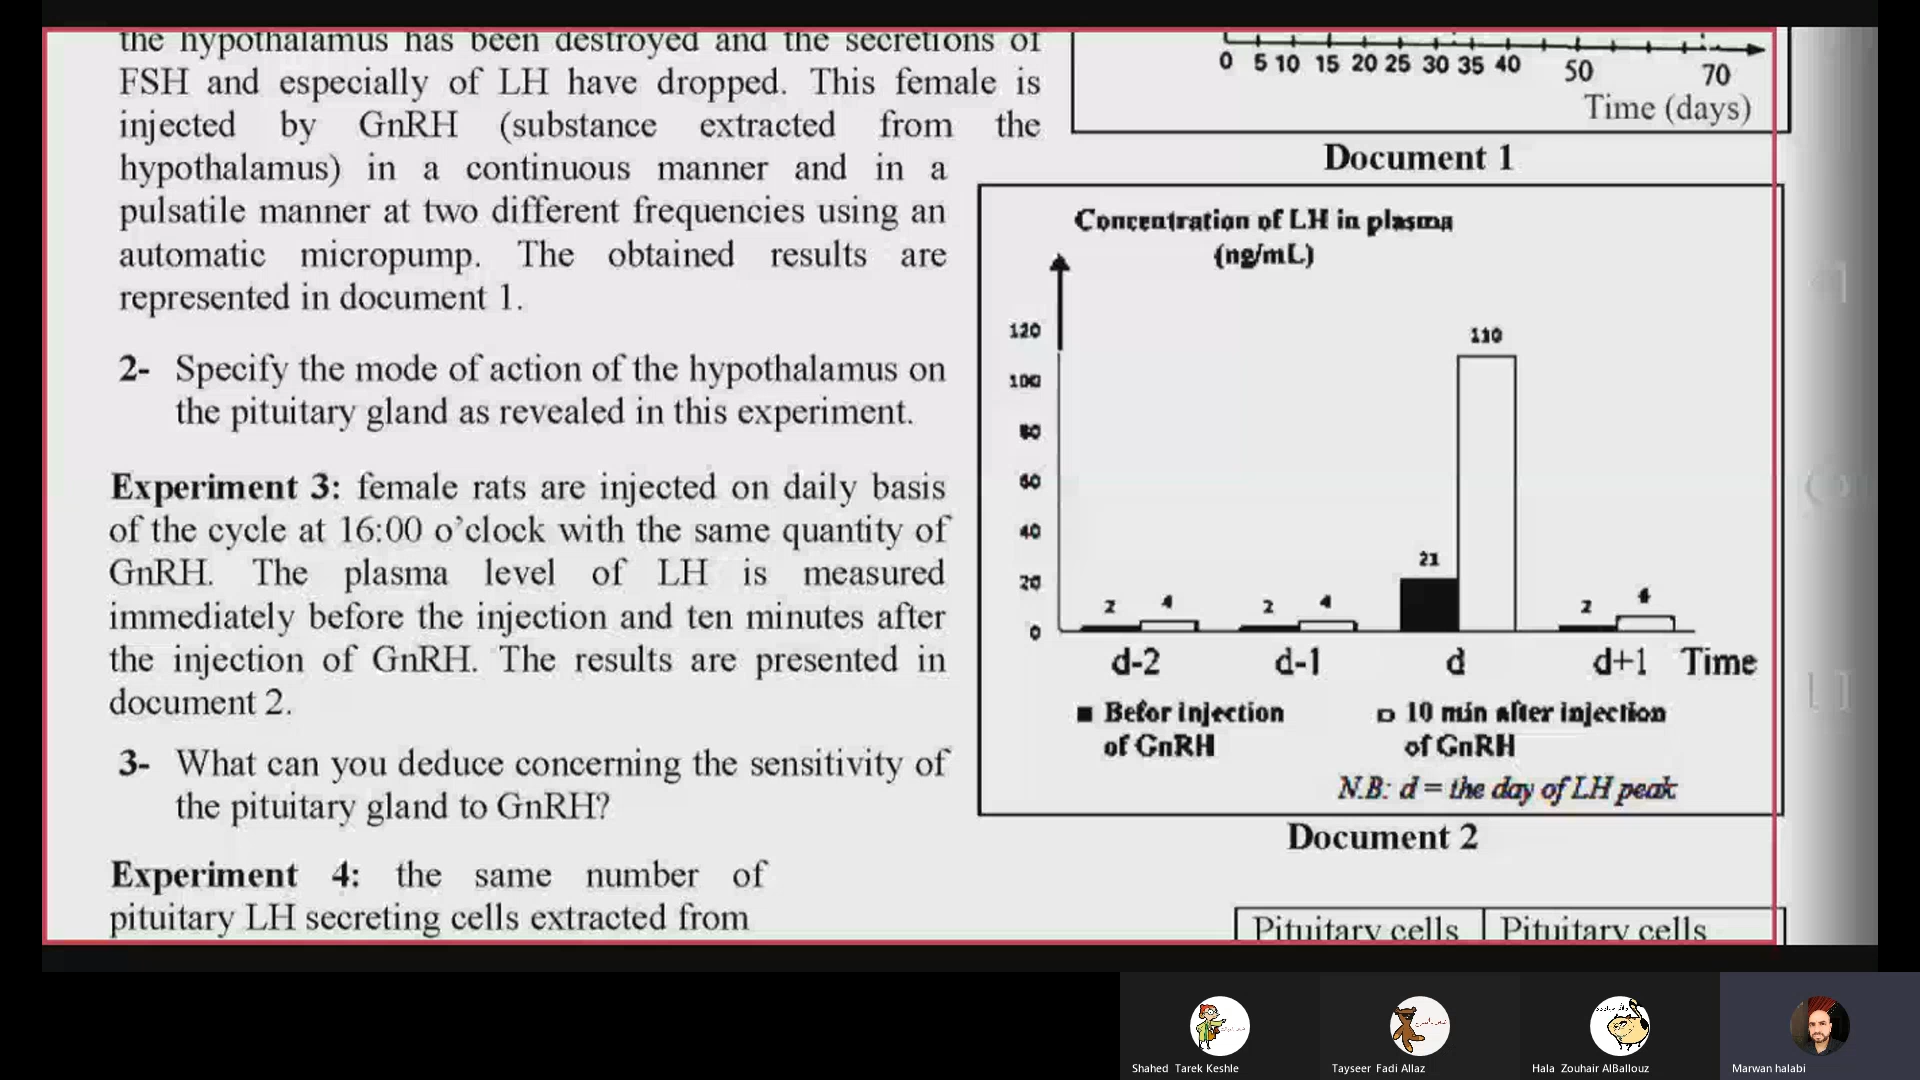 the hypothalamus has been destroyed and the secretions of
FSH and especially of LH have dropped. This female is
injected by GnRH (substance extracted from the
hypothalamus) in a continuous manner and in a
pulsatile manner at two different frequencies using an
automatic micropump. The obtained results are
represented in document 1.
2- Specify the mode of action of the hypothalamus on
the pituitary gland as revealed in this experiment.
Experiment 3: female rats are injected on daily basis
of the cycle at 16:00 o'clock with the same quantity of
GnRH. The plasma level of LH is measured
immediately before the injection and ten minutes after
the injection of GnRH. The results are presented in
document 2.
3- What can you deduce concerning the sensitivity of
the pituitary gland to GnRH?
Experiment 4: the same number of
pituitary LH secreting cells extracted from
0 5 10 15 20 25 30 35 40 50 70
Time (days)
Document 1
Concentration of LH in plasma
(ng/mL)
120
100
80
60
40
20
0
2 4 2 4 21 110 2
d-2 d-1 d d+1 Time
■ Befor injection of GnRH
□ 10 min after injection of GnRH
N.B: d = the day of LH peak
Document 2
Pituitary cells Pituitary cells
Shahed Tarek Keshle
Tayseer Fadi Allaz
Hala Zouhair AlBallouz
Marwan halabi